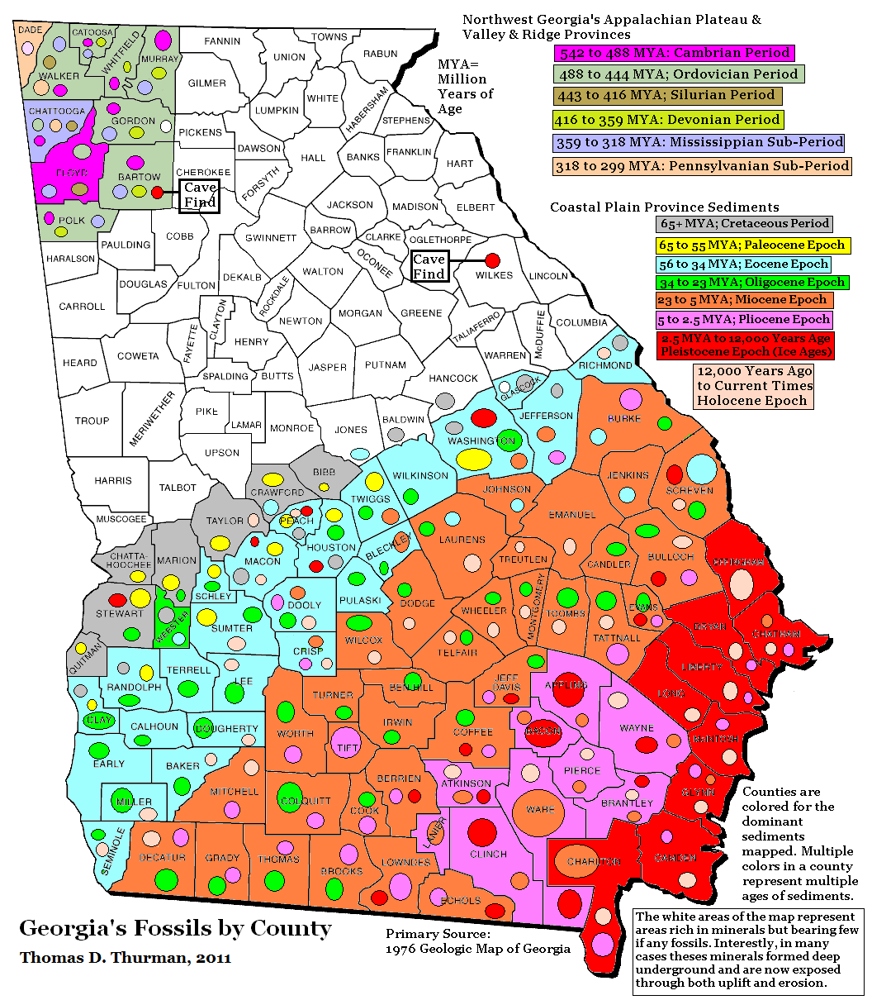 Northwest Georgia's Appalachian Plateau &
Valley & Ridge Provinces
542 to 488 MYA: Cambrian Period
488 to 444 MYA; Ordovician Period
443 to 416 MYA; Silurian Period
416 to 359 MYA: Devonian Period
359 to 318 MYA: Mississippian Sub-Period
318 to 299 MYA: Pennsylvanian Sub-Period
MYA=
Million
Years of
Age
Coastal Plain Province Sediments
65+ MYA; Cretaceous Period
65 to 55 MYA; Paleocene Epoch
56 to 34 MYA; Eocene Epoch
34 to 23 MYA; Oligocene Epoch
23 to 5 MYA; Miocene Epoch
5 to 2.5 MYA; Pliocene Epoch
2.5 MYA to 12,000 Years Age
Pleistocene Epoch (Ice Ages)
12,000 Years Ago
to Current Times
Holocene Epoch
DADE
CATOOSA
WHITFIELD
MURRAY
WALKER
FANNIN
TOWNS
UNION
RABUN
GILMER
LUMPKIN
WHITE
HABERSHAM
STEPHENS
CHATTOOGA
GORDON
PICKENS
DAWSON
HALL
BANKS
FRANKLIN
HART
FLOYD
BARTOW
CHEROKEE
FORSYTH
Cave
Find
JACKSON
MADISON
ELBERT
POLK
PAULDING
COBB
GWINNETT
BARROW
CLARKE
OGLETHORPE
OCONEE
Cave
Find
WILKES
LINCOLN
HARALSON
DOUGLAS
FULTON
DEKALB
ROCKDALE
WALTON
CARROLL
CLAYTON
NEWTON
MORGAN
GREENE
TALIAFERRO
McDUFFIE
COLUMBIA
FAYETTE
HENRY
WARREN
RICHMOND
HEARD
COWETA
SPALDING
BUTTS
JASPER
PUTNAM
HANCOCK
GLASCOCK
TROUP
MERIWETHER
PIKE
LAMAR
MONROE
JONES
BALDWIN
WASHINGTON
JEFFERSON
BURKE
UPSON
HARRIS
TALBOT
CRAWFORD
BIBB
TWIGGS
WILKINSON
JOHNSON
JENKINS
SCREVEN
MUSCOGEE
TAYLOR
PEACH
HOUSTON
BLECKLEY
LAURENS
EMANUEL
CHATTA-
HOOCHEE
MARION
MACON
TREUTLEN
CANDLER
BULLOCH
EFFINGHAM
SCHLEY
DOOLY
PULASKI
DODGE
WHEELER
MONTGOMERY
TOOMBS
EVANS
STEWART
WEBSTER
SUMTER
WILCOX
TELFAIR
TATTNALL
BRYAN
CHATHAM
QUITMAN
CRISP
LIBERTY
RANDOLPH
TERRELL
LEE
TURNER
BEN HILL
JEFF
DAVIS
APPLING
LONG
CLAY
CALHOUN
DOUGHERTY
WORTH
IRWIN
COFFEE
BACON
WAYNE
McINTOSH
TIFT
EARLY
BAKER
MITCHELL
COLQUITT
BERRIEN
COOK
ATKINSON
PIERCE
WARE
BRANTLEY
GLYNN
MILLER
SEMINOLE
DECATUR
GRADY
THOMAS
BROOKS
LOWNDES
LANIER
CLINCH
ECHOLS
CHARLTON
CAMDEN
Counties are
colored for the
dominant
sediments
mapped. Multiple
colors in a county
represent multiple
ages of sediments.
The white areas of the map represent
areas rich in minerals but bearing few
if any fossils. Interestly, in many
cases theses minerals formed deep
underground and are now exposed
through both uplift and erosion.
Georgia's Fossils by County
Thomas D. Thurman, 2011
Primary Source:
1976 Geologic Map of Georgia